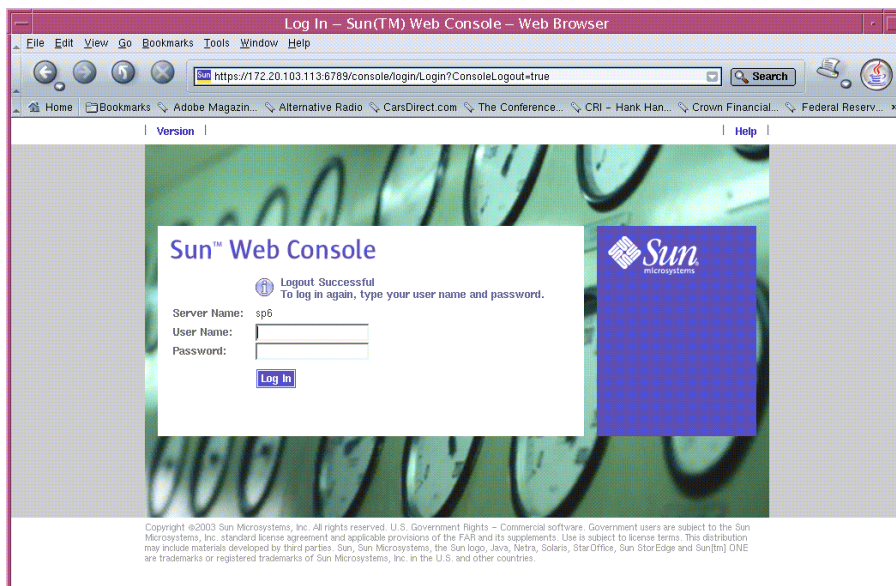 Log In – Sun(TM) Web Console – Web Browser
File Edit View Go Bookmarks Tools Window Help
Sun https://172.20.103.113:6789/console/login/Login?ConsoleLogout=true Search
Home Bookmarks Adobe Magazin... Alternative Radio CarsDirect.com The Conference... CRI – Hank Han... Crown Financial... Federal Reserv...
Version Help
Sun™ Web Console
Sun
microsystems
Logout Successful
To log in again, type your user name and password.
Server Name: sp6
User Name:
Password:
Log In
Copyright ©2003 Sun Microsystems, Inc. All rights reserved. U.S. Government Rights – Commercial software. Government users are subject to the Sun
Microsystems, Inc. standard license agreement and applicable provisions of the FAR and its supplements. Use is subject to license terms. This distribution
may include materials developed by third parties. Sun, Sun Microsystems, the Sun logo, Java, Netra, Solaris, StarOffice, Sun StorEdge and Sun[tm] ONE
are trademarks or registered trademarks of Sun Microsystems, Inc. in the U.S. and other countries.